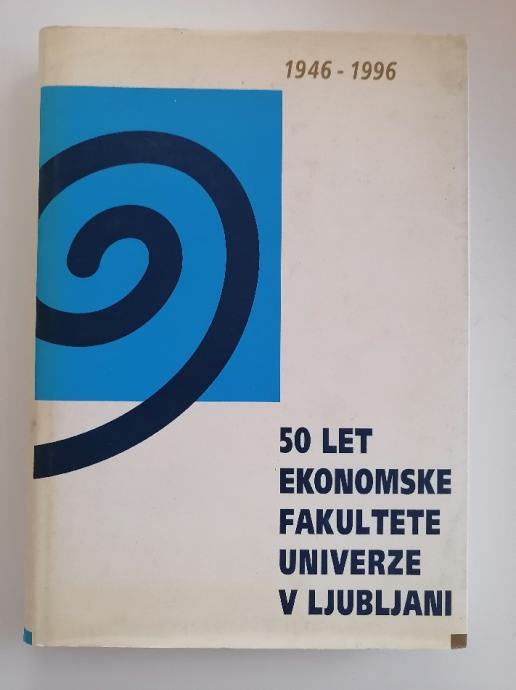 1946 - 1996
50 LET
EKONOMSKE
FAKULTETE
UNIVERZE
V LJUBLJANI